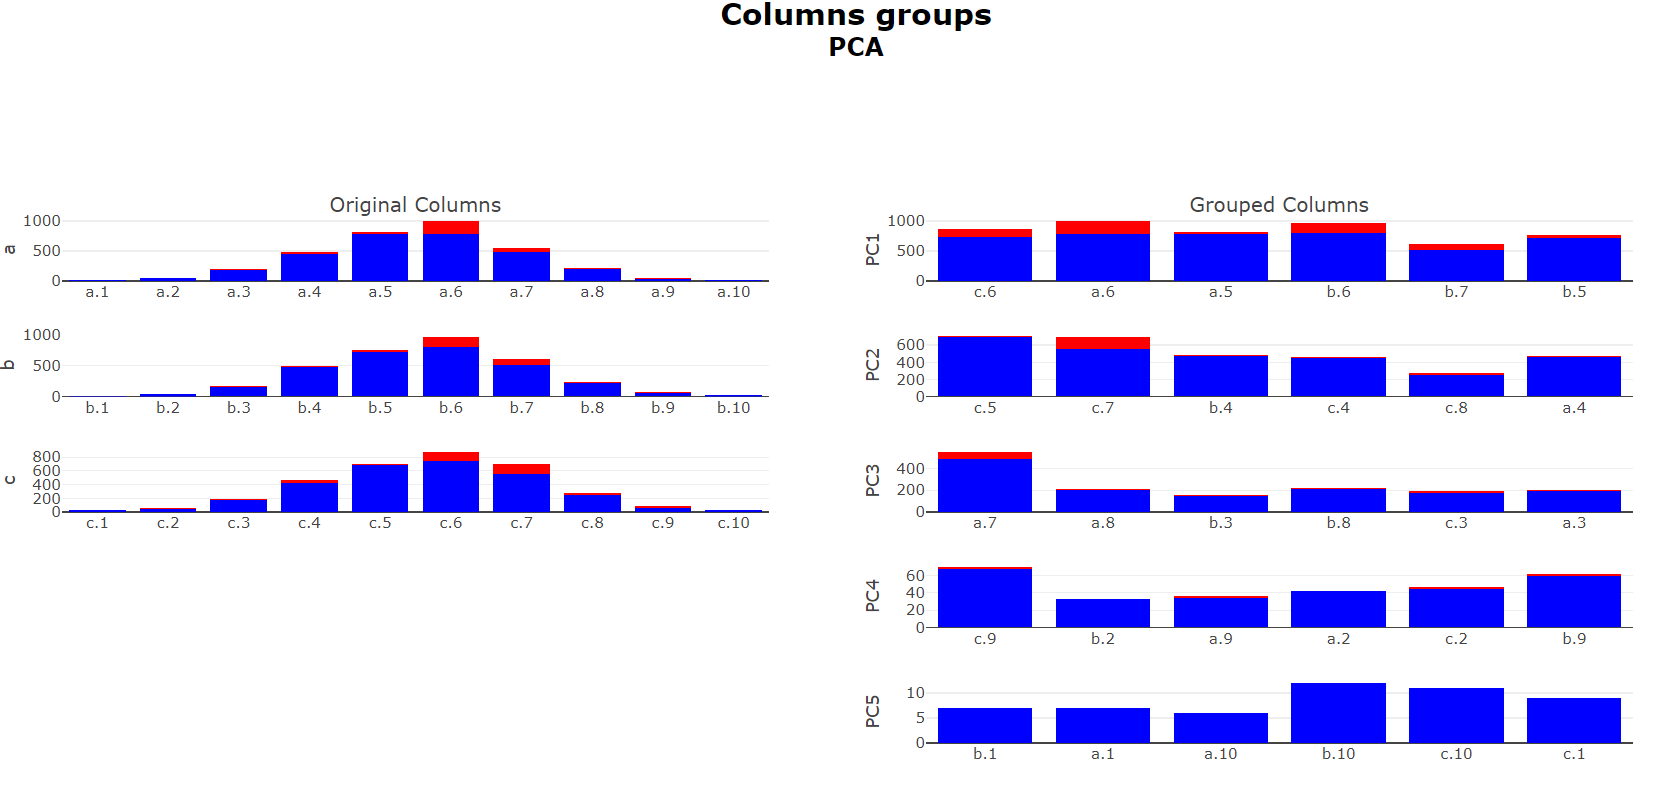 Columns groups
PCA
Original Columns
1000
500
0
a
a.1 a.2 a.3 a.4 a.5 a.6 a.7 a.8 a.9 a.10
1000
500
0
b
b.1 b.2 b.3 b.4 b.5 b.6 b.7 b.8 b.9 b.10
800
600
400
200
0
c
c.1 c.2 c.3 c.4 c.5 c.6 c.7 c.8 c.9 c.10
Grouped Columns
1000
500
0
PC1
c.6 a.6 a.5 b.6 b.7 b.5
600
400
200
0
PC2
c.5 c.7 b.4 c.4 c.8 a.4
400
200
0
PC3
a.7 a.8 b.3 b.8 c.3 a.3
60
40
20
0
PC4
c.9 b.2 a.9 a.2 c.2 b.9
10
5
0
PC5
b.1 a.1 a.10 b.10 c.10 c.1